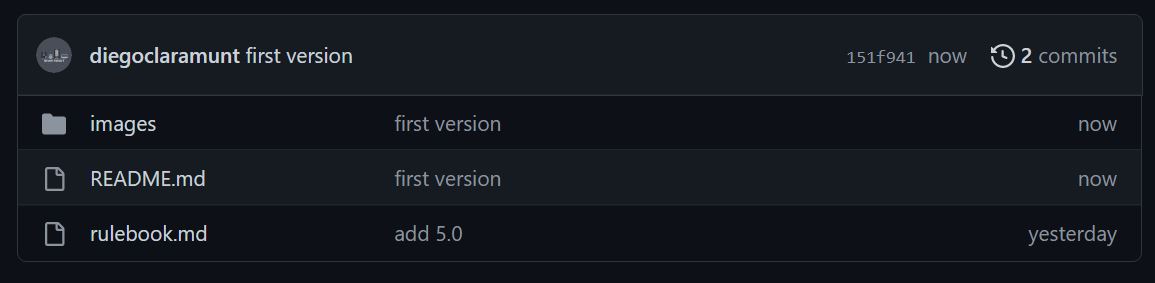 diegoclaramunt first version 151f941 now 2 commits
images first version now
README.md first version now
rulebook.md add 5.0 yesterday